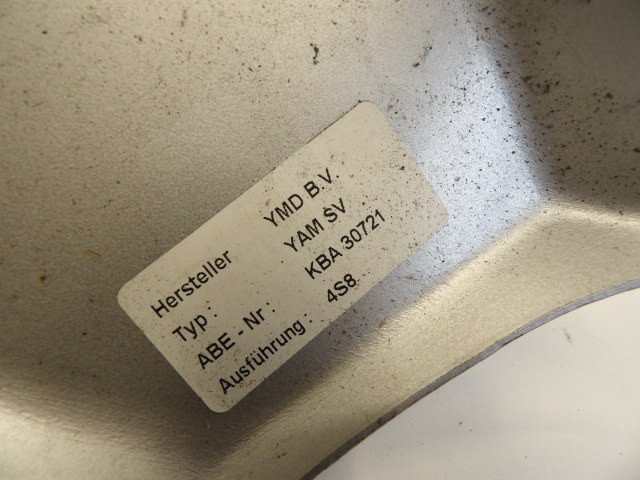 Hersteller YMD B.V.
Typ : YAM SV
ABE - Nr : KBA 30721
Ausführung : 4S8